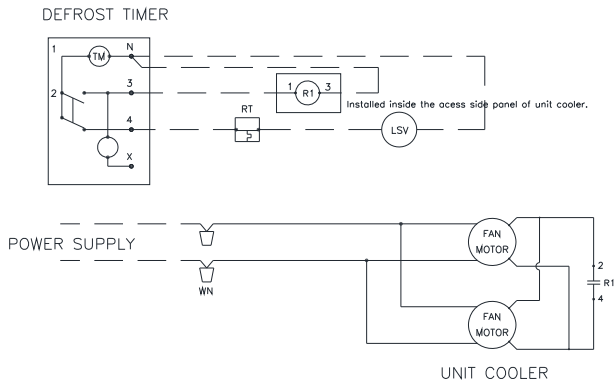 DEFROST TIMER
1 TM N
2 3
1 R1 3
Installed inside the acess side panel of unit cooler.
RT
4
LSV
X
POWER SUPPLY
WN
FAN
MOTOR
2
R1
4
FAN
MOTOR
UNIT COOLER